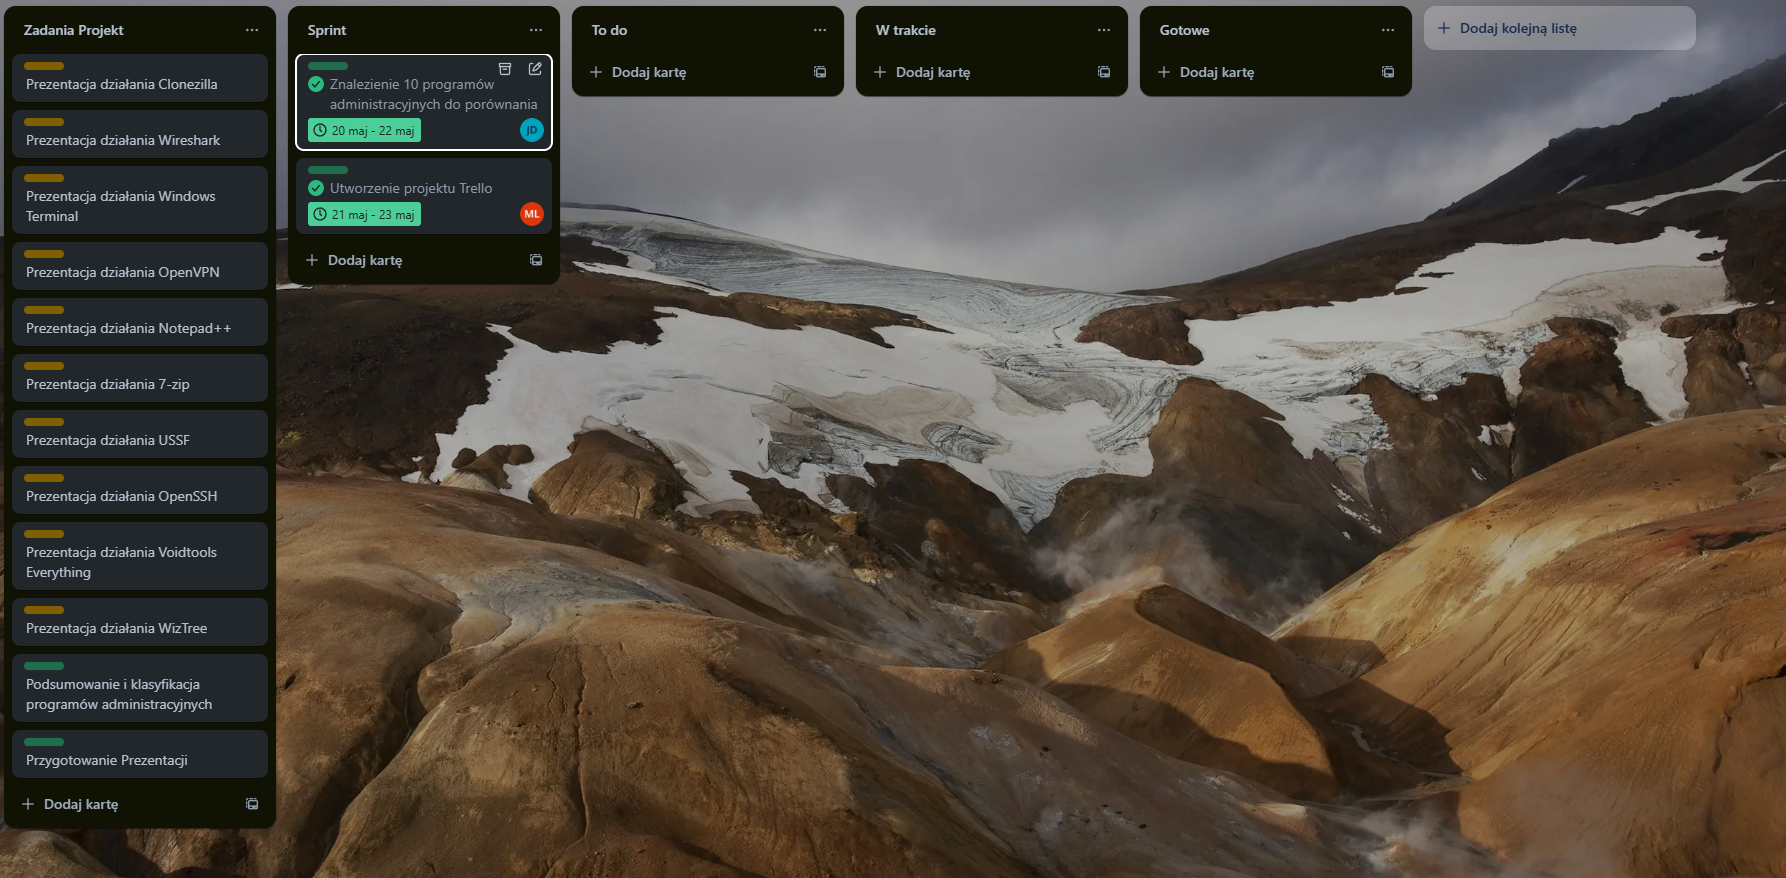 Zadania Projekt
Prezentacja działania Clonezilla
Prezentacja działania Wireshark
Prezentacja działania Windows
Terminal
Prezentacja działania OpenVPN
Prezentacja działania Notepad++
Prezentacja działania 7-zip
Prezentacja działania USSF
Prezentacja działania OpenSSH
Prezentacja działania Voidtools
Everything
Prezentacja działania WizTree
Podsumowanie i klasyfikacja
programów administracyjnych
Przygotowanie Prezentacji
Dodaj kartę
Sprint
Znalezienie 10 programów
administracyjnych do porównania
20 maj - 22 maj
JD
Utworzenie projektu Trello
21 maj - 23 maj
ML
Dodaj kartę
To do
Dodaj kartę
W trakcie
Dodaj kartę
Gotowe
Dodaj kartę
Dodaj kolejną listę